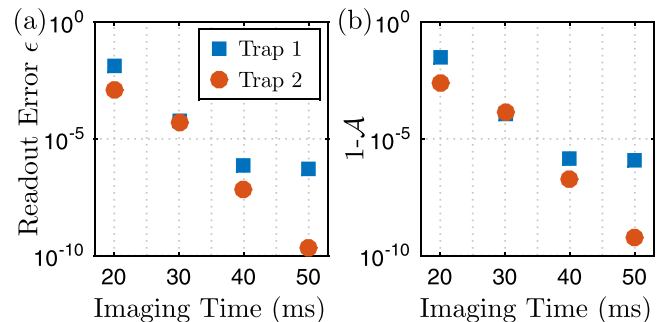 (a)
10^0
10^-5
10^-10
Readout Error ϵ
Trap 1
Trap 2
20 30 40 50
Imaging Time (ms)
(b)
10^0
10^-5
10^-10
1-𝒜
20 30 40 50
Imaging Time (ms)